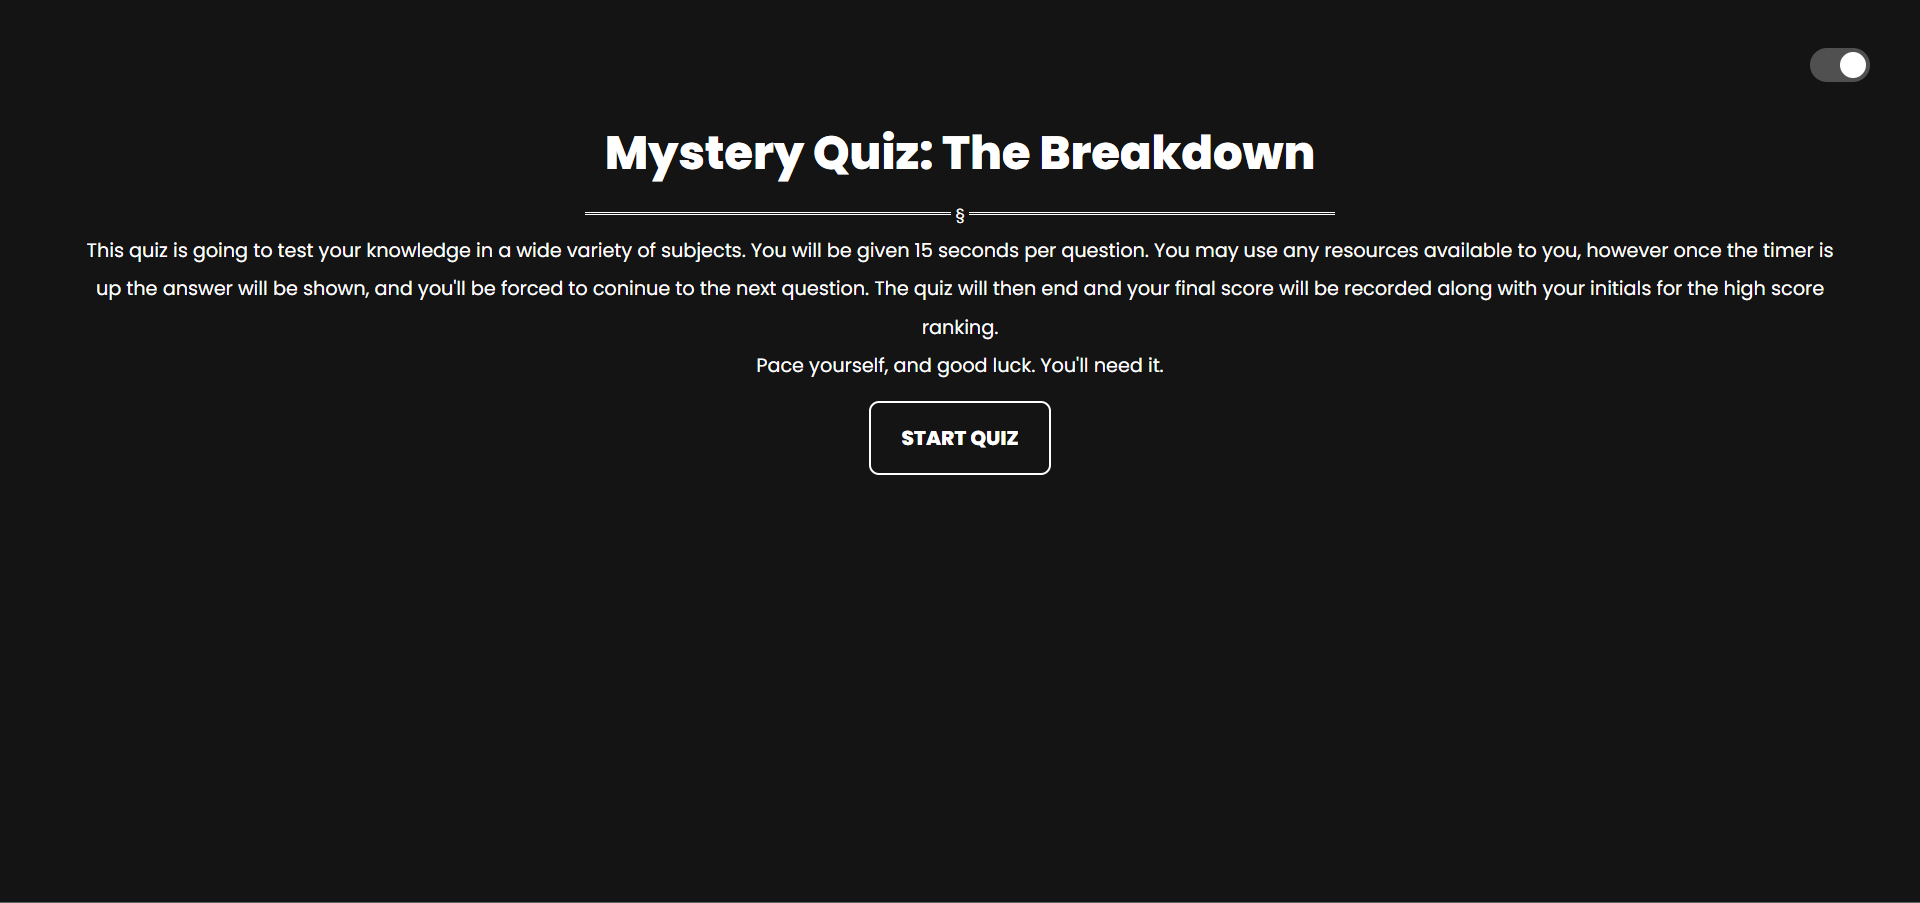 Mystery Quiz: The Breakdown
§
This quiz is going to test your knowledge in a wide variety of subjects. You will be given 15 seconds per question. You may use any resources available to you, however once the timer is
up the answer will be shown, and you'll be forced to coninue to the next question. The quiz will then end and your final score will be recorded along with your initials for the high score
ranking.
Pace yourself, and good luck. You'll need it.
START QUIZ